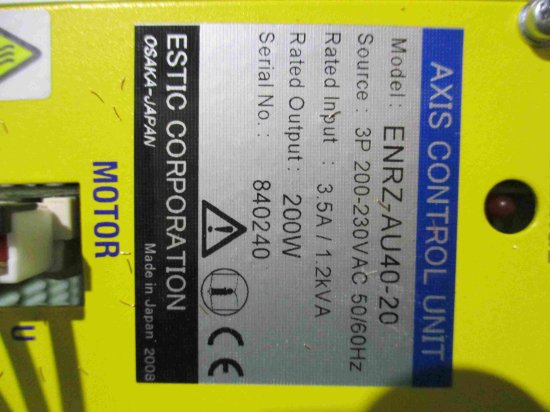 AXIS CONTROL UNIT
Model : ENRZ-AU40-20
Source : 3P 200-230VAC 50/60Hz
Rated Input : 3.5A / 1.2kVA
Rated Output : 200W
Serial No. : 840240
CE
ESTIC CORPORATION
OSAKA-JAPAN
Made in Japan 2008
MOTOR
U